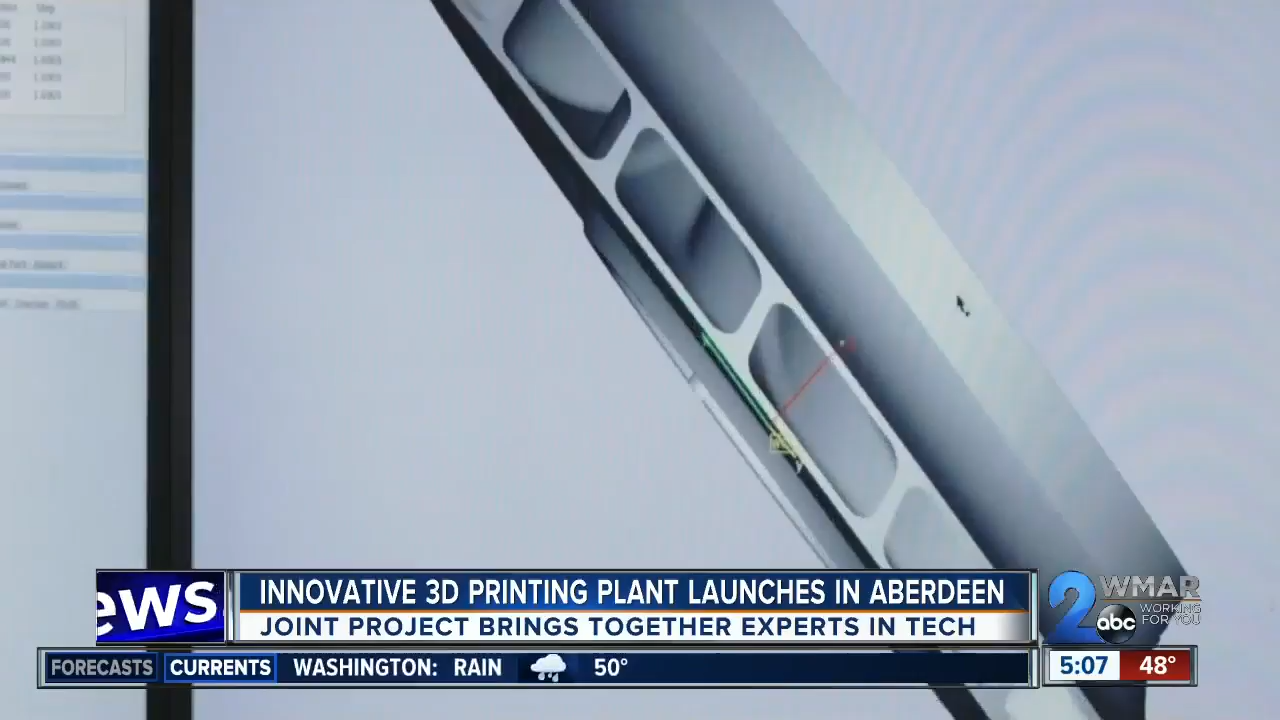 Step
INNOVATIVE 3D PRINTING PLANT LAUNCHES IN ABERDEEN
JOINT PROJECT BRINGS TOGETHER EXPERTS IN TECH
eWS
2 WMAR
abc WORKING FOR YOU
FORECASTS CURRENTS WASHINGTON: RAIN 50° 5:07 48°